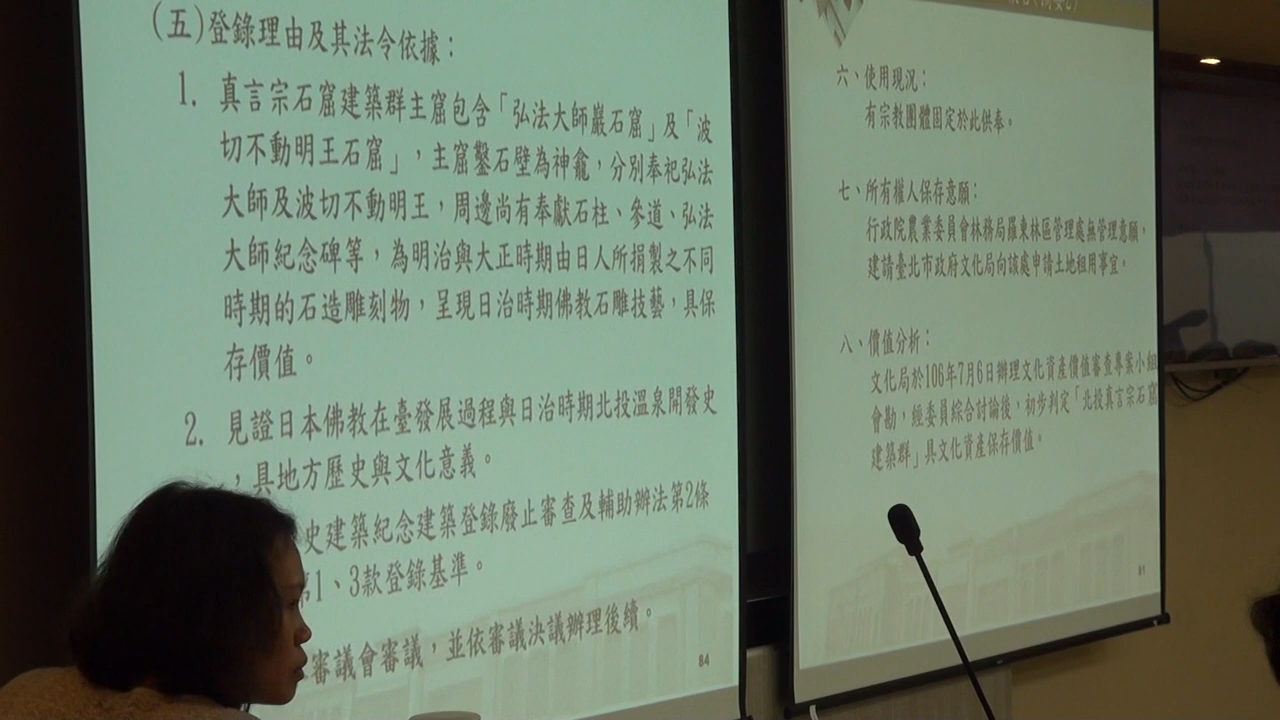 (五)登錄理由及其法令依據：
1. 真言宗石窟建築群主窟包含「弘法大師巖石窟」及「波
切不動明王石窟」，主窟鑿石壁為神龕，分別奉祀弘法
大師及波切不動明王，周邊尚有奉獻石柱、參道、弘法
大師紀念碑等，為明治與大正時期由日人所捐製之不同
時期的石造雕刻物，呈現日治時期佛教石雕技藝，具保
存價值。
2. 見證日本佛教在臺發展過程與日治時期北投溫泉開發史
，具地方歷史與文化意義。
史建築紀念建築登錄廢止審查及輔助辦法第2條
第1、3款登錄基準。
審議會審議，並依審議決議辦理後續。
84
六、使用現況：
有宗教團體固定於此供奉。
七、所有權人保存意願：
行政院農業委員會林務局羅東林區管理處無管理意願，
建請臺北市政府文化局向該處申請土地租用事宜。
八、價值分析：
文化局於106年7月6日辦理文化資產價值審查專案小組
會勘，經委員綜合討論後，初步判定「北投真言宗石窟
建築群」具文化資產保存價值。
91